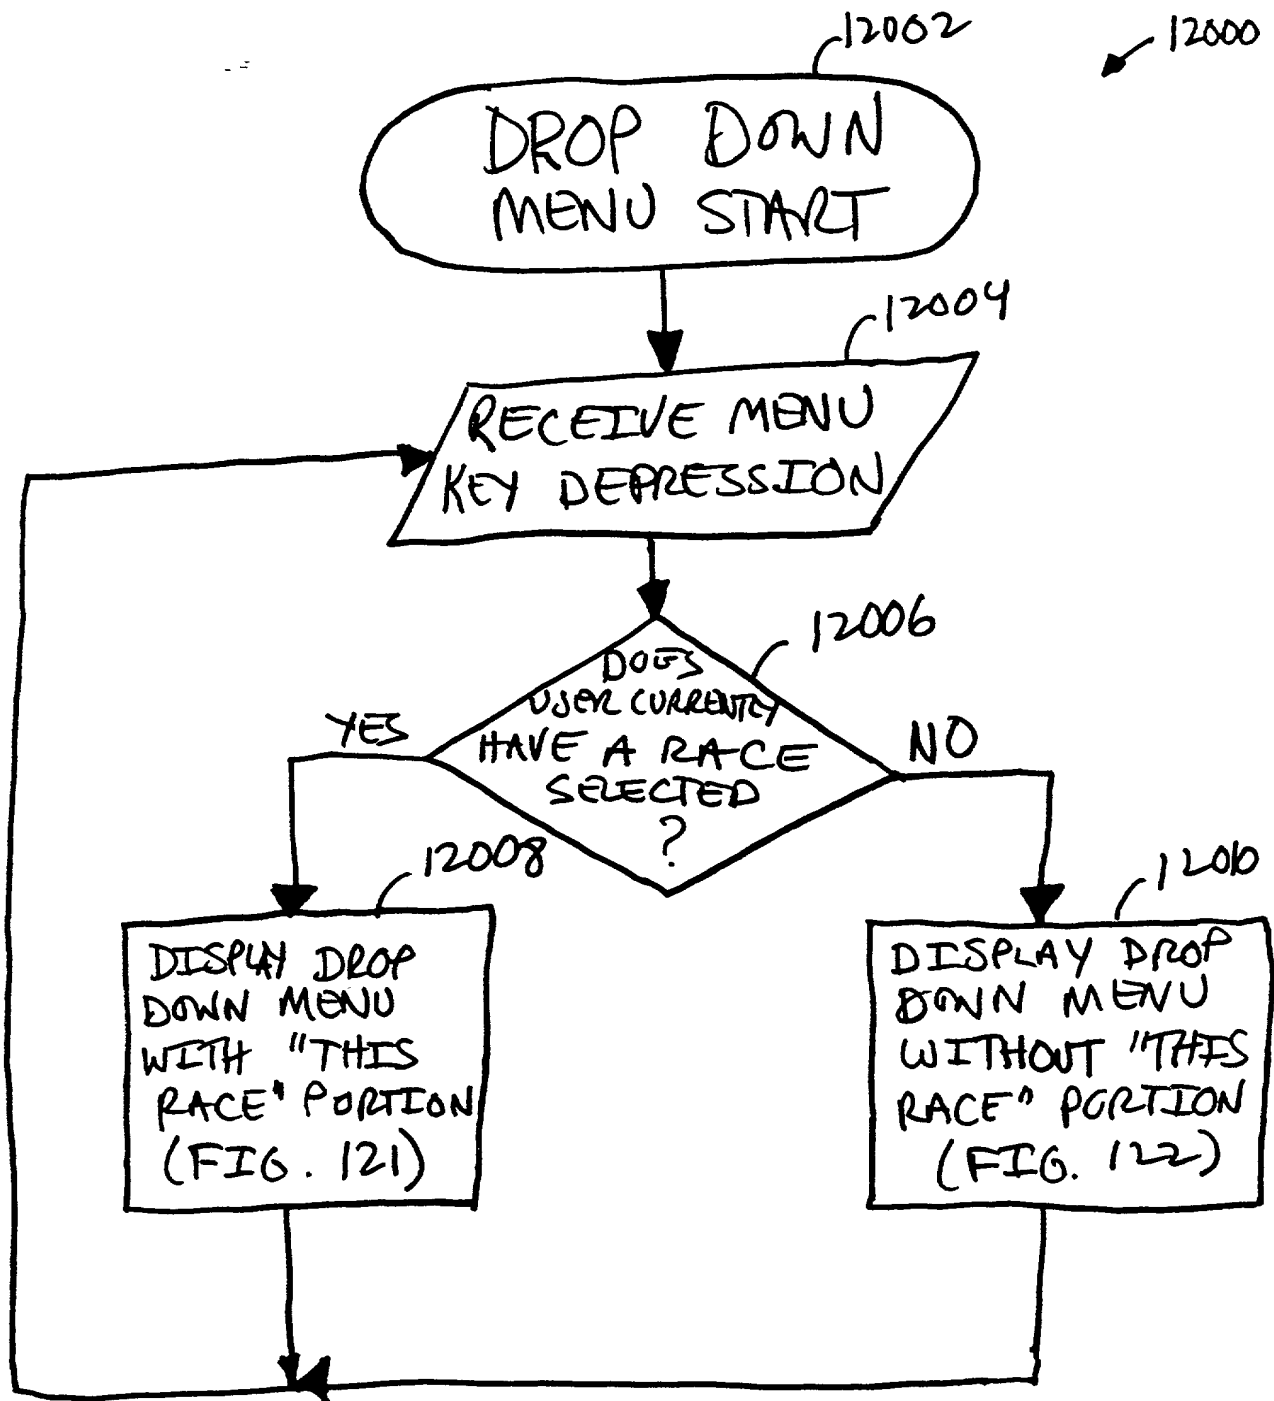 12002
12000
DROP DOWN
MENU START
12004
RECEIVE MENU
KEY DEPRESSION
12006
DOES
USER CURRENTLY
HAVE A RACE
SELECTED
?
YES
NO
12008
12010
DISPLAY DROP
DOWN MENU
WITH "THIS
RACE" PORTION
(FIG. 121)
DISPLAY DROP
DOWN MENU
WITHOUT "THIS
RACE" PORTION
(FIG. 122)